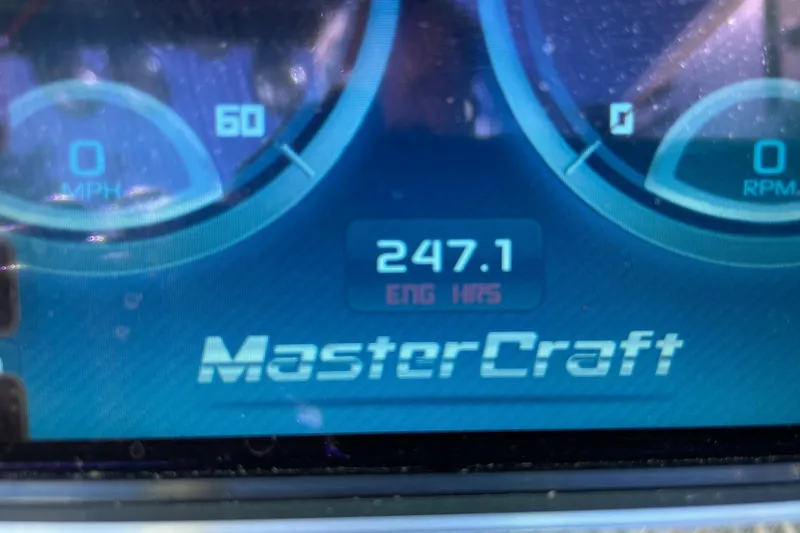 60
0
0
MPH
0
RPM
247.1
ENG HRS
MasterCraft